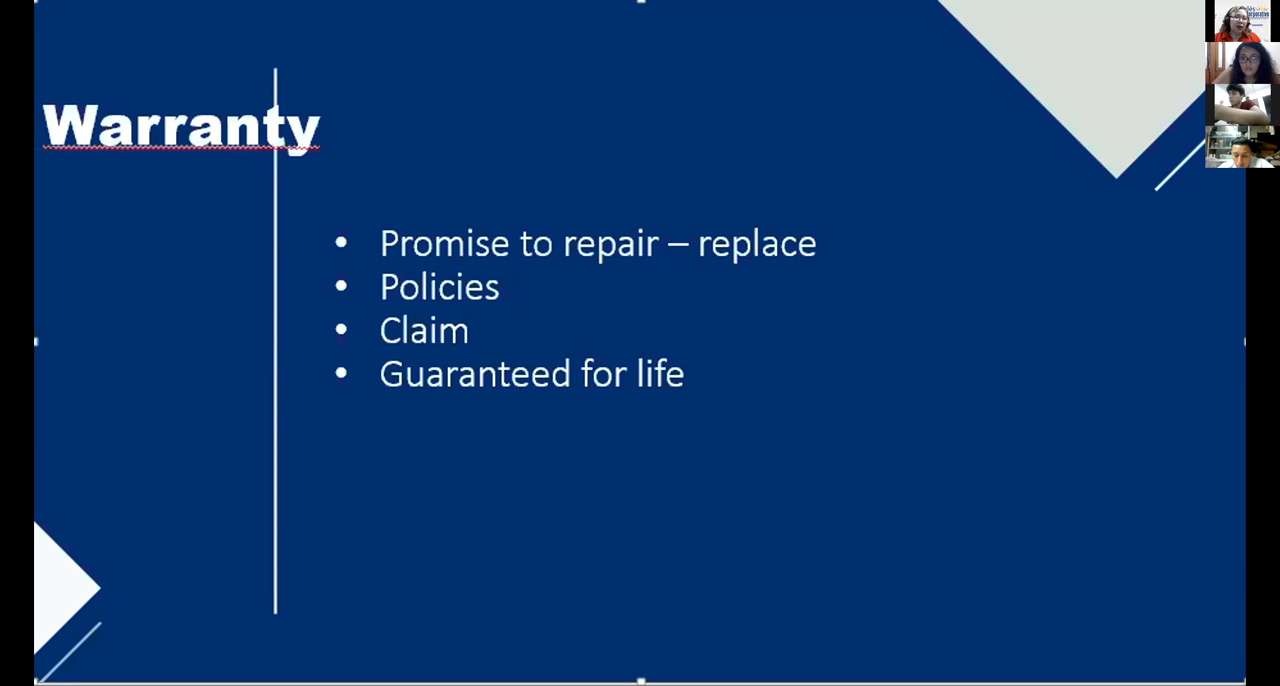 Warranty
• Promise to repair – replace
• Policies
• Claim
• Guaranteed for life